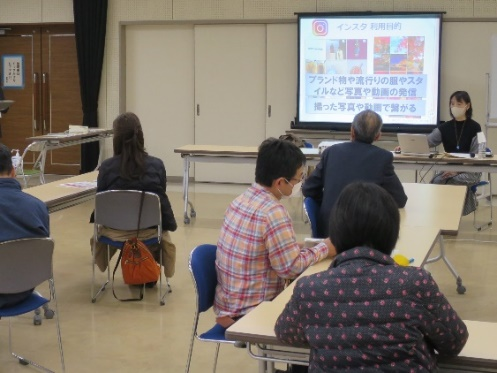 インスタ 利用目的
ブランド物や流行りの服やスタ
イルなど写真や動画の発信
撮った写真や動画で繋がる